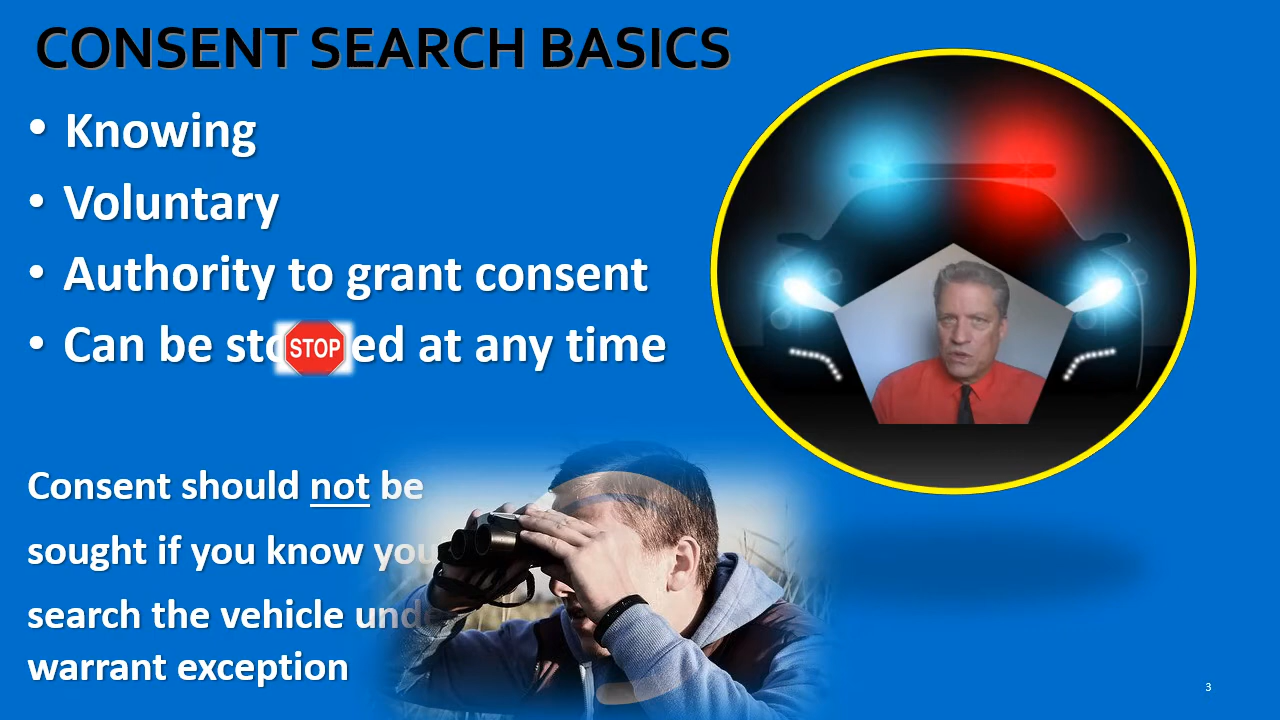 CONSENT SEARCH BASICS
• Knowing
• Voluntary
• Authority to grant consent
• Can be sto STOP ed at any time
Consent should not be
sought if you know you
search the vehicle
warrant exception
3